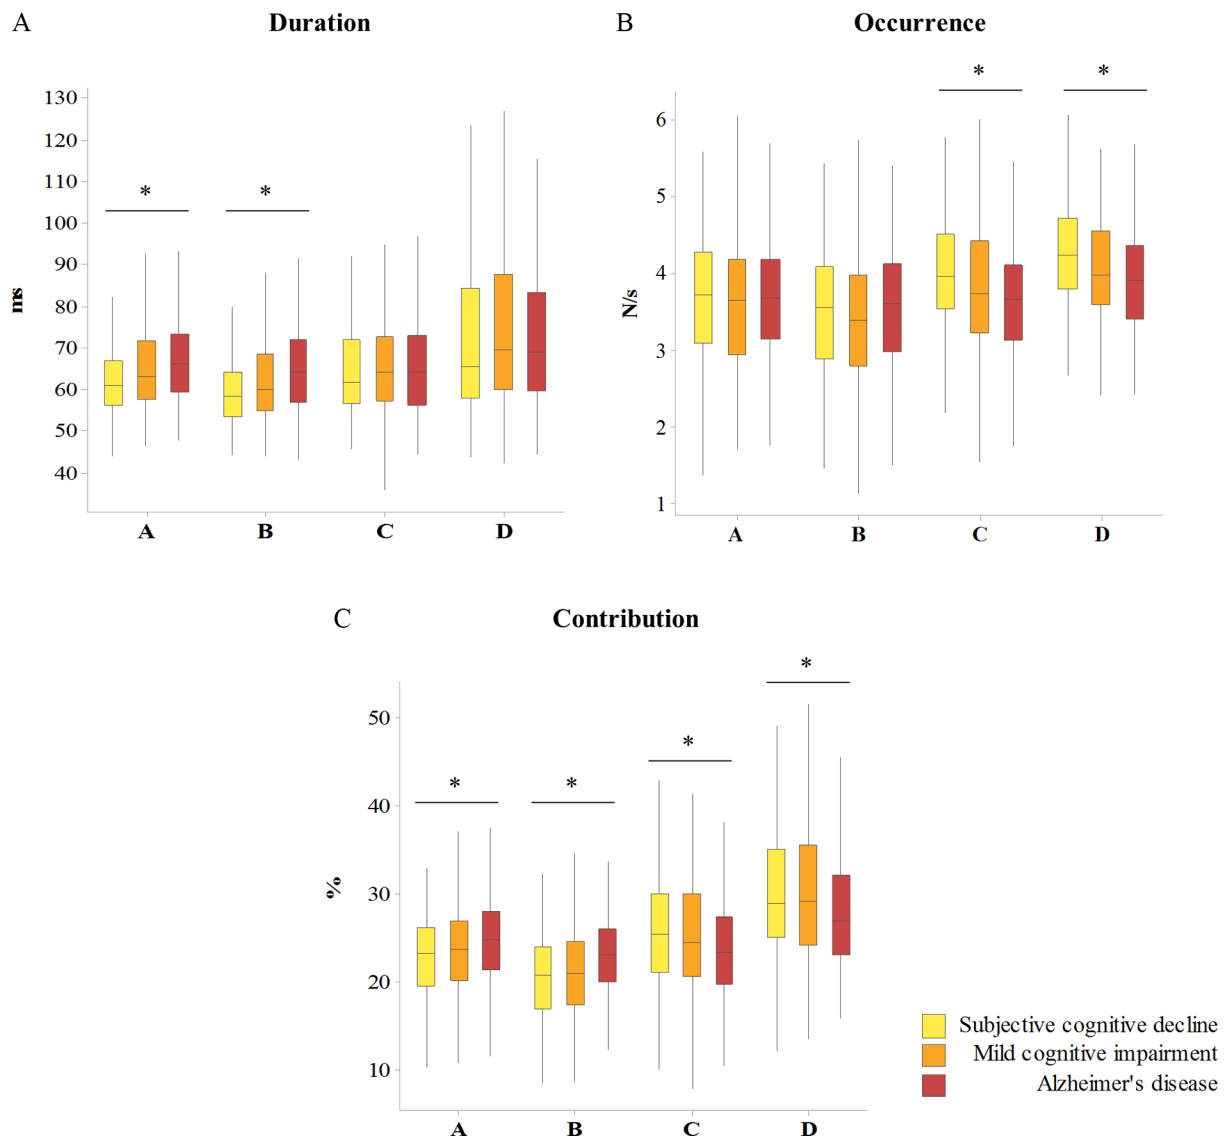 A Duration
130
120
110
100
90
80
70
60
50
40
ms
* *
A B C D
B Occurrence
6
5
4
3
2
1
N/s
* *
A B C D
C Contribution
50
40
30
20
10
%
* * * *
A B C D
Subjective cognitive decline
Mild cognitive impairment
Alzheimer's disease